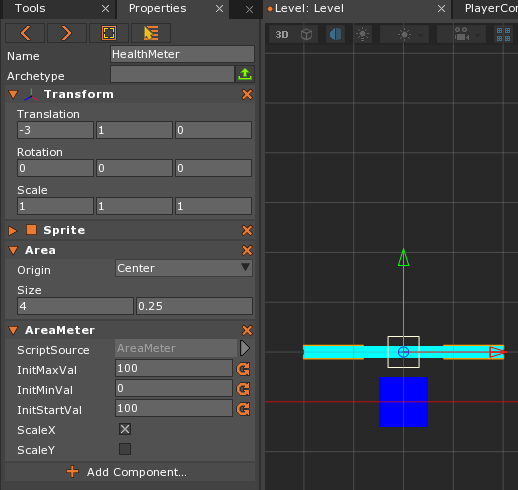 Tools Properties
Level: Level PlayerCon
3D
Name HealthMeter
Archetype
Transform
Translation
-3 1 0
Rotation
0 0 0
Scale
1 1 1
Sprite
Area
Origin Center
Size
4 0.25
AreaMeter
ScriptSource AreaMeter
InitMaxVal 100
InitMinVal 0
InitStartVal 100
ScaleX
ScaleY
Add Component...